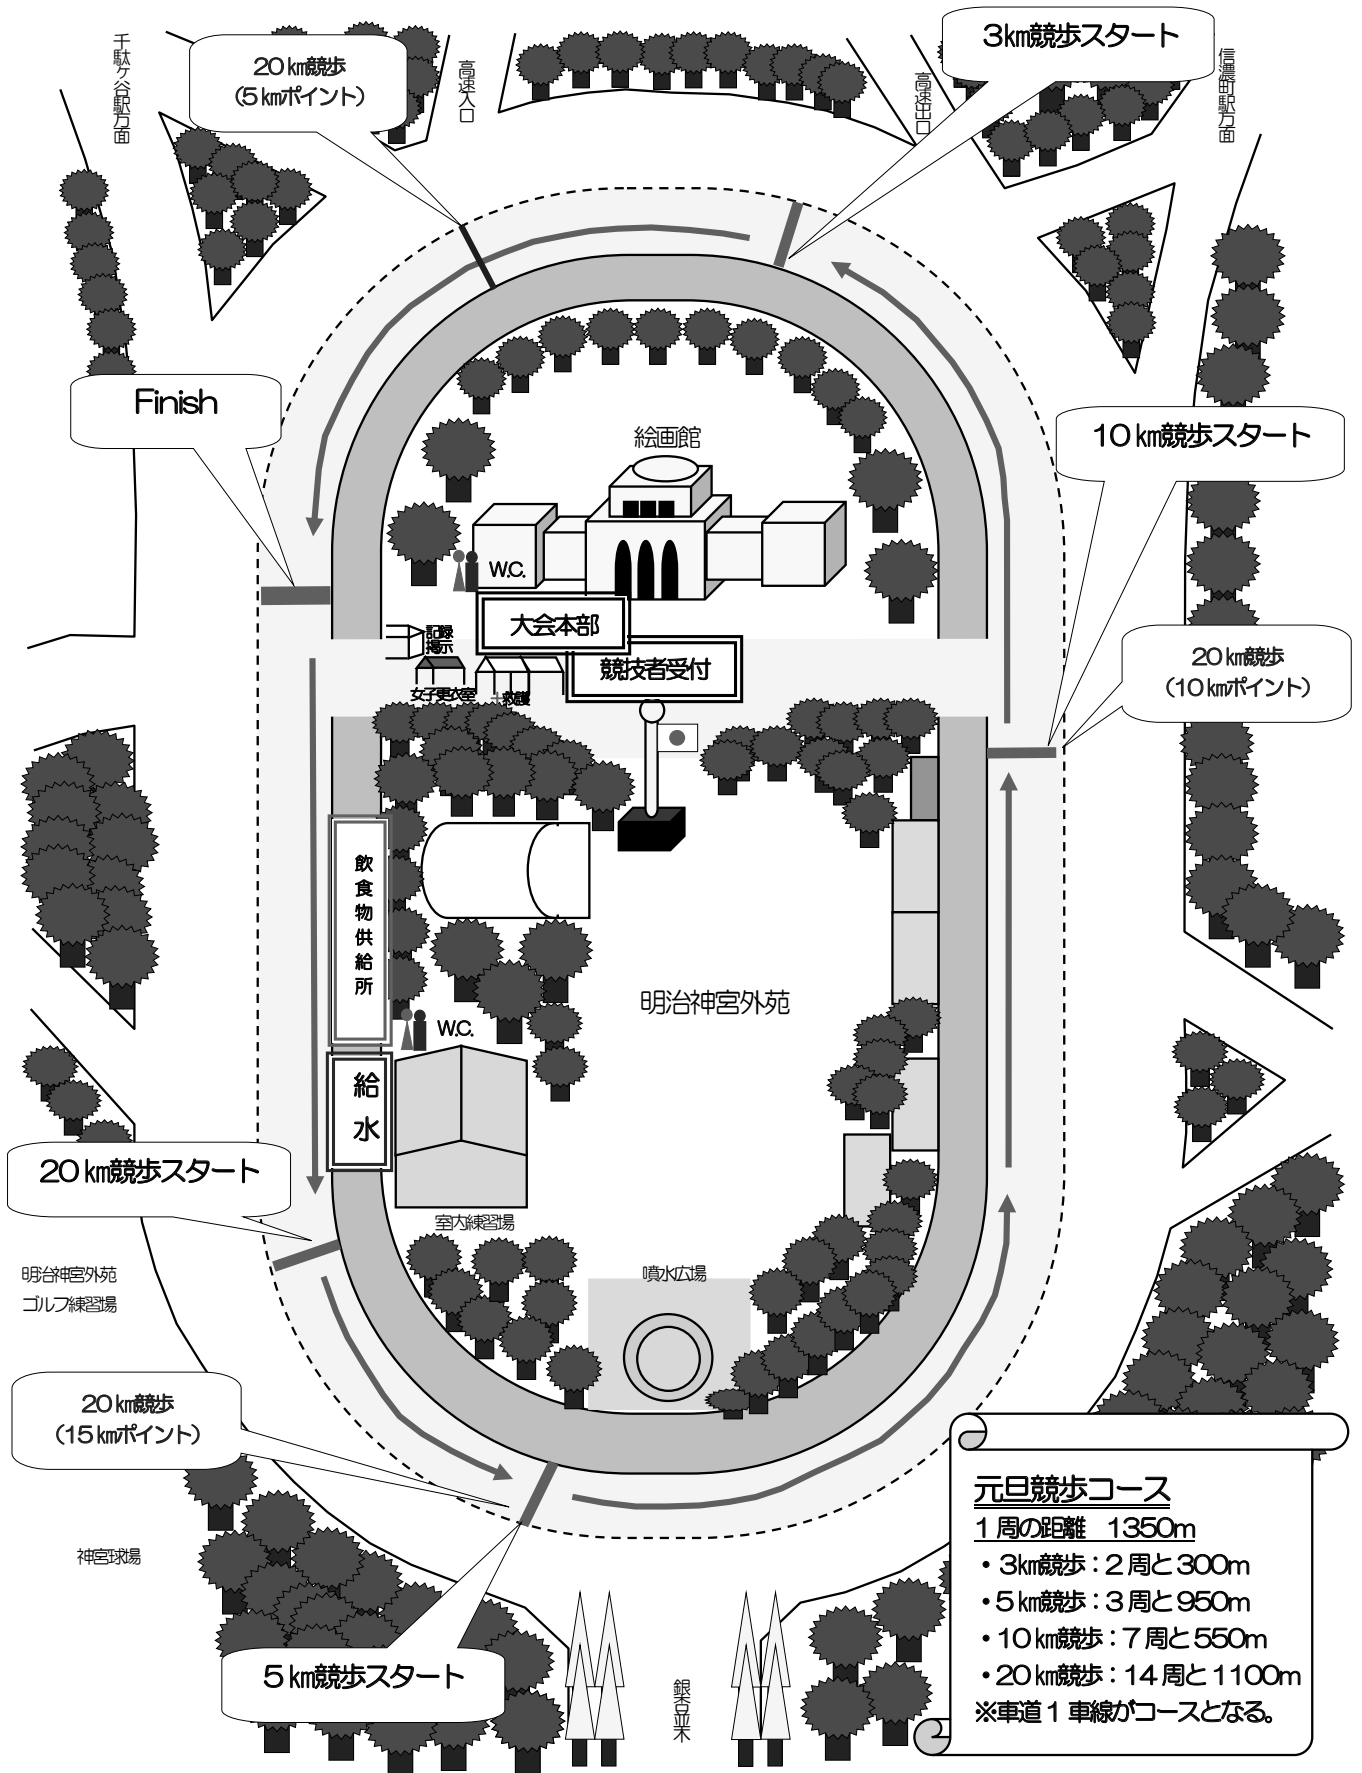 千駄ヶ谷駅方面
20㎞競歩
（5㎞ポイント）
高速入口
高速出口
3㎞競歩スタート
信濃町駅方面
Finish
10㎞競歩スタート
絵画館
W.C.
大会本部
競技者受付
記録
掲示
女子更衣室
救護
20㎞競歩
（10㎞ポイント）
飲食物供給所
W.C.
明治神宮外苑
給水
20㎞競歩スタート
室内練習場
噴水広場
明治神宮外苑
ゴルフ練習場
20㎞競歩
（15㎞ポイント）
神宮球場
5㎞競歩スタート
銀杏並木
元旦競歩コース
1周の距離　1350m
・3㎞競歩：2周と300m
・5㎞競歩：3周と950m
・10㎞競歩：7周と550m
・20㎞競歩：14周と1100m
※車道1車線がコースとなる。